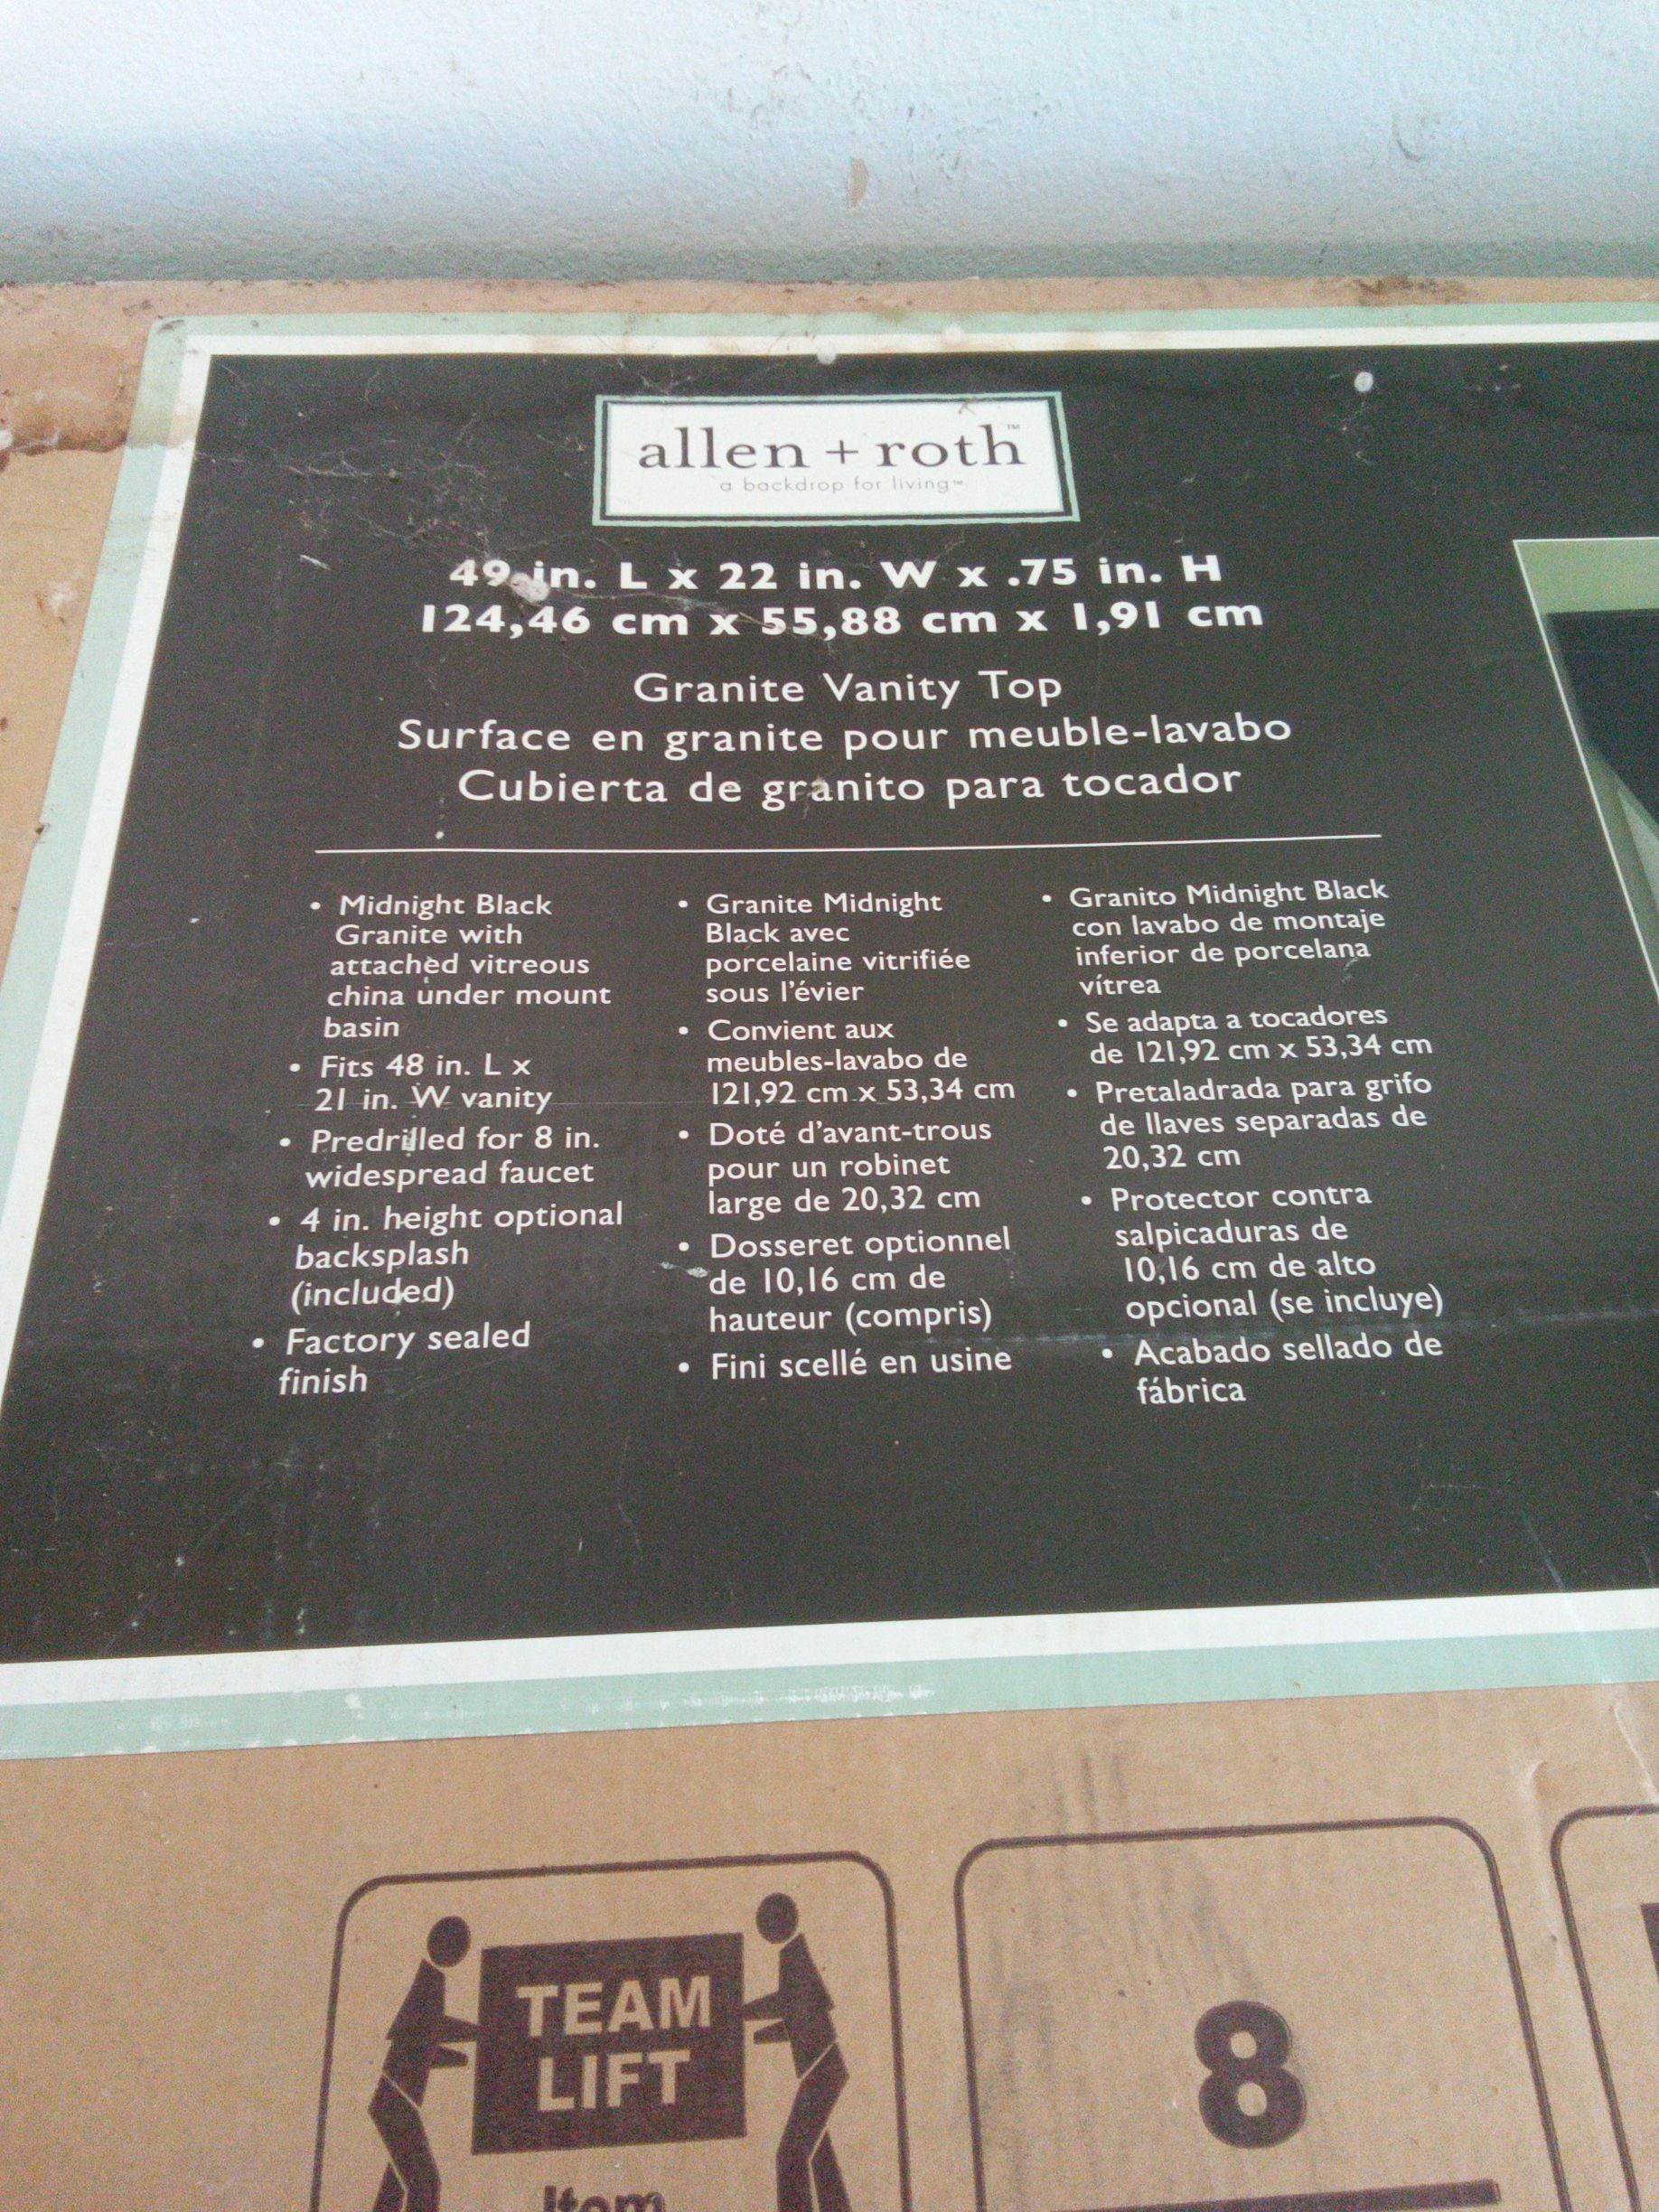 allen + roth™
a backdrop for living™
49 in. L x 22 in. W x .75 in. H
124,46 cm x 55,88 cm x 1,91 cm
Granite Vanity Top
Surface en granite pour meuble-lavabo
Cubierta de granito para tocador
• Midnight Black
Granite with
attached vitreous
china under mount
basin
• Fits 48 in. L x
21 in. W vanity
• Predrilled for 8 in.
widespread faucet
• 4 in. height optional
backsplash
(included)
• Factory sealed
finish
• Granite Midnight
Black avec
porcelaine vitrifiée
sous l'évier
• Convient aux
meubles-lavabo de
121,92 cm x 53,34 cm
• Doté d'avant-trous
pour un robinet
large de 20,32 cm
• Dosseret optionnel
de 10,16 cm de
hauteur (compris)
• Fini scellé en usine
• Granito Midnight Black
con lavabo de montaje
inferior de porcelana
vítrea
• Se adapta a tocadores
de 121,92 cm x 53,34 cm
• Pretaladrada para grifo
de llaves separadas de
20,32 cm
• Protector contra
salpicaduras de
10,16 cm de alto
opcional (se incluye)
• Acabado sellado de
fábrica
TEAM
LIFT
Item
8